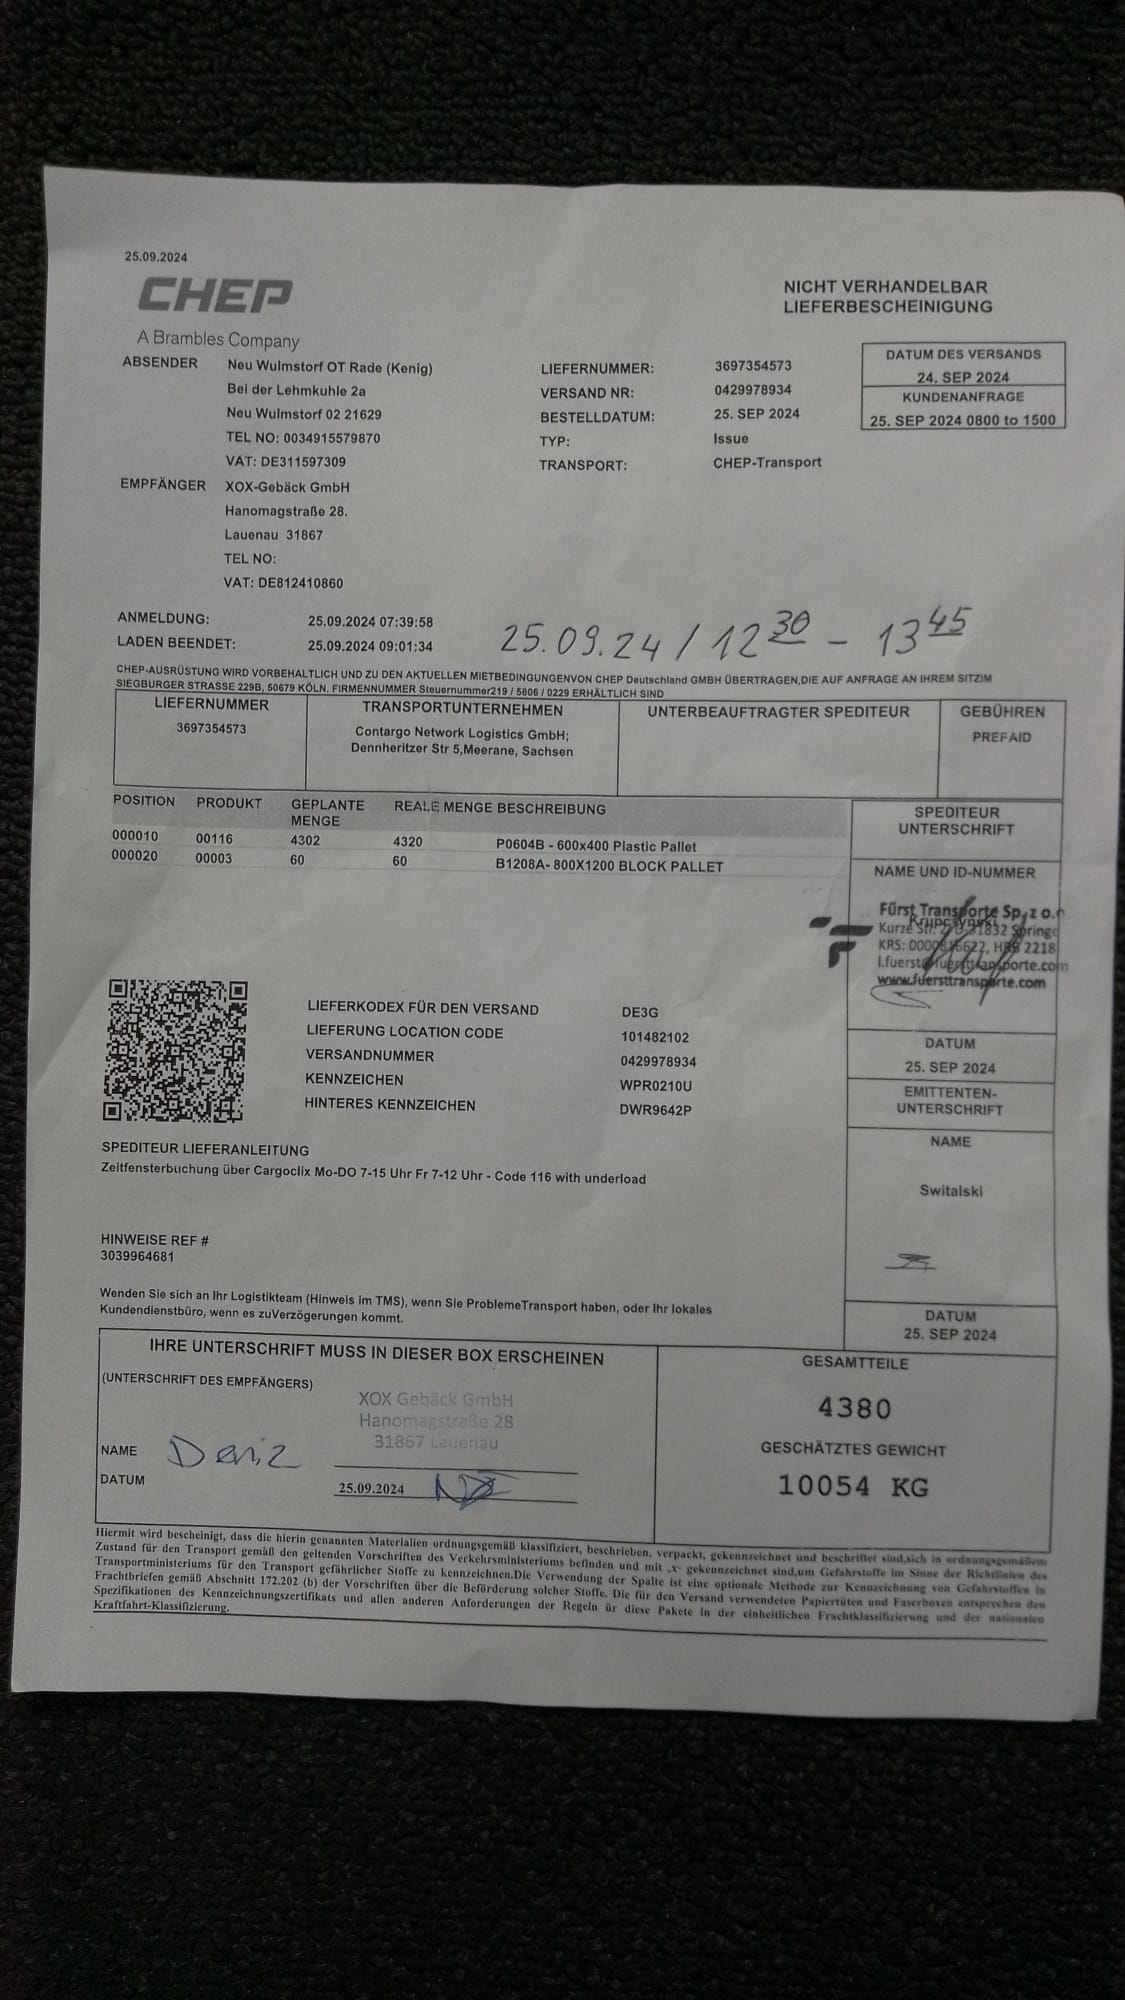 25.09.2024
CHEP
A Brambles Company
NICHT VERHANDELBAR
LIEFERBESCHEINIGUNG
ABSENDER Neu Wulmstorf OT Rade (Kenig)
Bei der Lehmkuhle 2a
Neu Wulmstorf 02 21629
TEL NO: 0034915579870
VAT: DE311597309
EMPFÄNGER XOX-Gebäck GmbH
Hanomagstraße 28.
Lauenau 31867
TEL NO:
VAT: DE812410860
LIEFERNUMMER: 3697354573
VERSAND NR: 0429978934
BESTELLDATUM: 25. SEP 2024
TYP: Issue
TRANSPORT: CHEP-Transport
DATUM DES VERSANDS
24. SEP 2024
KUNDENANFRAGE
25. SEP 2024 0800 to 1500
ANMELDUNG: 25.09.2024 07:39:58
LADEN BEENDET: 25.09.2024 09:01:34
25.09.24 / 12 30 - 13 45
CHEP-AUSRÜSTUNG WIRD VORBEHALTLICH UND ZU DEN AKTUELLEN MIETBEDINGUNGENVON CHEP Deutschland GMBH ÜBERTRAGEN,DIE AUF ANFRAGE AN IHREM SITZIM
SIEGBURGER STRASSE 229B, 50679 KÖLN. FIRMENNUMMER Steuernummer219 / 5806 / 0229 ERHÄLTLICH SIND
LIEFERNUMMER TRANSPORTUNTERNEHMEN UNTERBEAUFTRAGTER SPEDITEUR GEBÜHREN
3697354573 Contargo Network Logistics GmbH; PREFAID
Dennheritzer Str 5,Meerane, Sachsen
POSITION PRODUKT GEPLANTE MENGE REALE MENGE BESCHREIBUNG
000010 00116 4302 4320 P0604B - 600x400 Plastic Pallet
000020 00003 60 60 B1208A- 800X1200 BLOCK PALLET
SPEDITEUR
UNTERSCHRIFT
NAME UND ID-NUMMER
Fürst Transporte Sp. z o.o
Krupczynski
Kurze Str. 31832 Springe
KRS: 0000816622, HRB 2218
l.fuerst@fuersttransporte.com
www.fuersttransporte.com
DATUM
25. SEP 2024
EMITTENTEN-
UNTERSCHRIFT
NAME
Switalski
DATUM
25. SEP 2024
LIEFERKODEX FÜR DEN VERSAND DE3G
LIEFERUNG LOCATION CODE 101482102
VERSANDNUMMER 0429978934
KENNZEICHEN WPR0210U
HINTERES KENNZEICHEN DWR9642P
SPEDITEUR LIEFERANLEITUNG
Zeitfensterbuchung über Cargoclix Mo-DO 7-15 Uhr Fr 7-12 Uhr - Code 116 with underload
HINWEISE REF #
3039964681
Wenden Sie sich an Ihr Logistikteam (Hinweis im TMS), wenn Sie ProblemeTransport haben, oder Ihr lokales
Kundendienstbüro, wenn es zuVerzögerungen kommt.
IHRE UNTERSCHRIFT MUSS IN DIESER BOX ERSCHEINEN
(UNTERSCHRIFT DES EMPFÄNGERS)
XOX Gebäck GmbH
Hanomagstraße 28
31867 Lauenau
NAME Deniz
DATUM 25.09.2024
GESAMTTEILE
4380
GESCHÄTZTES GEWICHT
10054 KG
Hiermit wird bescheinigt, dass die hierin genannten Materialien ordnungsgemäß klassifiziert, beschrieben, verpackt, gekennzeichnet und beschriftet sind,sich in ordnungsgemäßem
Zustand für den Transport gemäß den geltenden Vorschriften des Verkehrsministeriums befinden und mit „x“ gekennzeichnet sind,um Gefahrstoffe im Sinne der Richtlinien des
Transportministeriums für den Transport gefährlicher Stoffe zu kennzeichnen.Die Verwendung der Spalte ist eine optionale Methode zur Kennzeichnung von Gefahrstoffen in
Frachtbriefen gemäß Abschnitt 172.202 (b) der Vorschriften über die Beförderung solcher Stoffe. Die für den Versand verwendeten Papiertüten und Faserboxen entsprechen den
Spezifikationen des Kennzeichnungszertifikats und allen anderen Anforderungen der Regeln ür diese Pakete in der einheitlichen Frachtklassifizierung und der nationalen
Kraftfahrt-Klassifizierung.